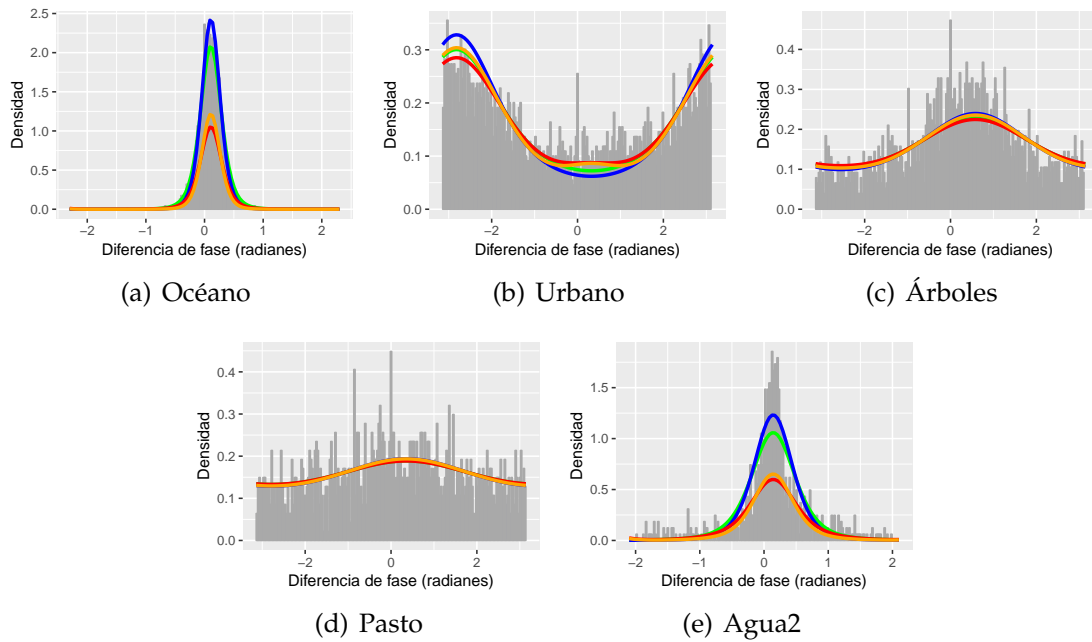 Densidad
2.5
2.0
1.5
1.0
0.5
0.0
−2 −1 0 1 2
Diferencia de fase (radianes)
(a) Océano
Densidad
0.3
0.2
0.1
0.0
−2 0 2
Diferencia de fase (radianes)
(b) Urbano
Densidad
0.4
0.3
0.2
0.1
0.0
−2 0 2
Diferencia de fase (radianes)
(c) Árboles
Densidad
0.4
0.3
0.2
0.1
0.0
−2 0 2
Diferencia de fase (radianes)
(d) Pasto
Densidad
1.5
1.0
0.5
0.0
−2 −1 0 1 2
Diferencia de fase (radianes)
(e) Agua2